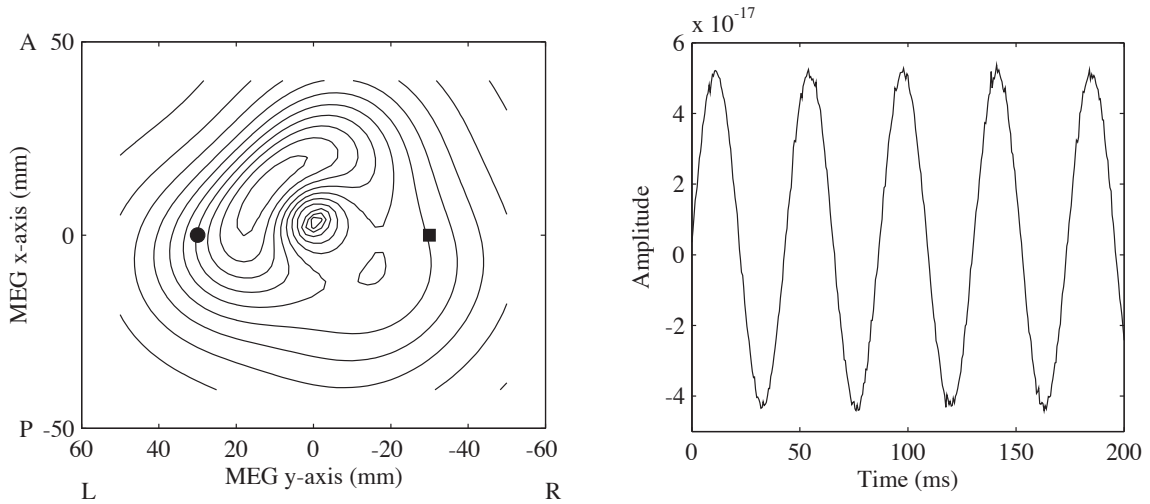 A
50
0
-50
P
MEG x-axis (mm)
60 40 20 0 -20 -40 -60
MEG y-axis (mm)
L R
x 10-17
6
4
2
0
-2
-4
Amplitude
0 50 100 150 200
Time (ms)